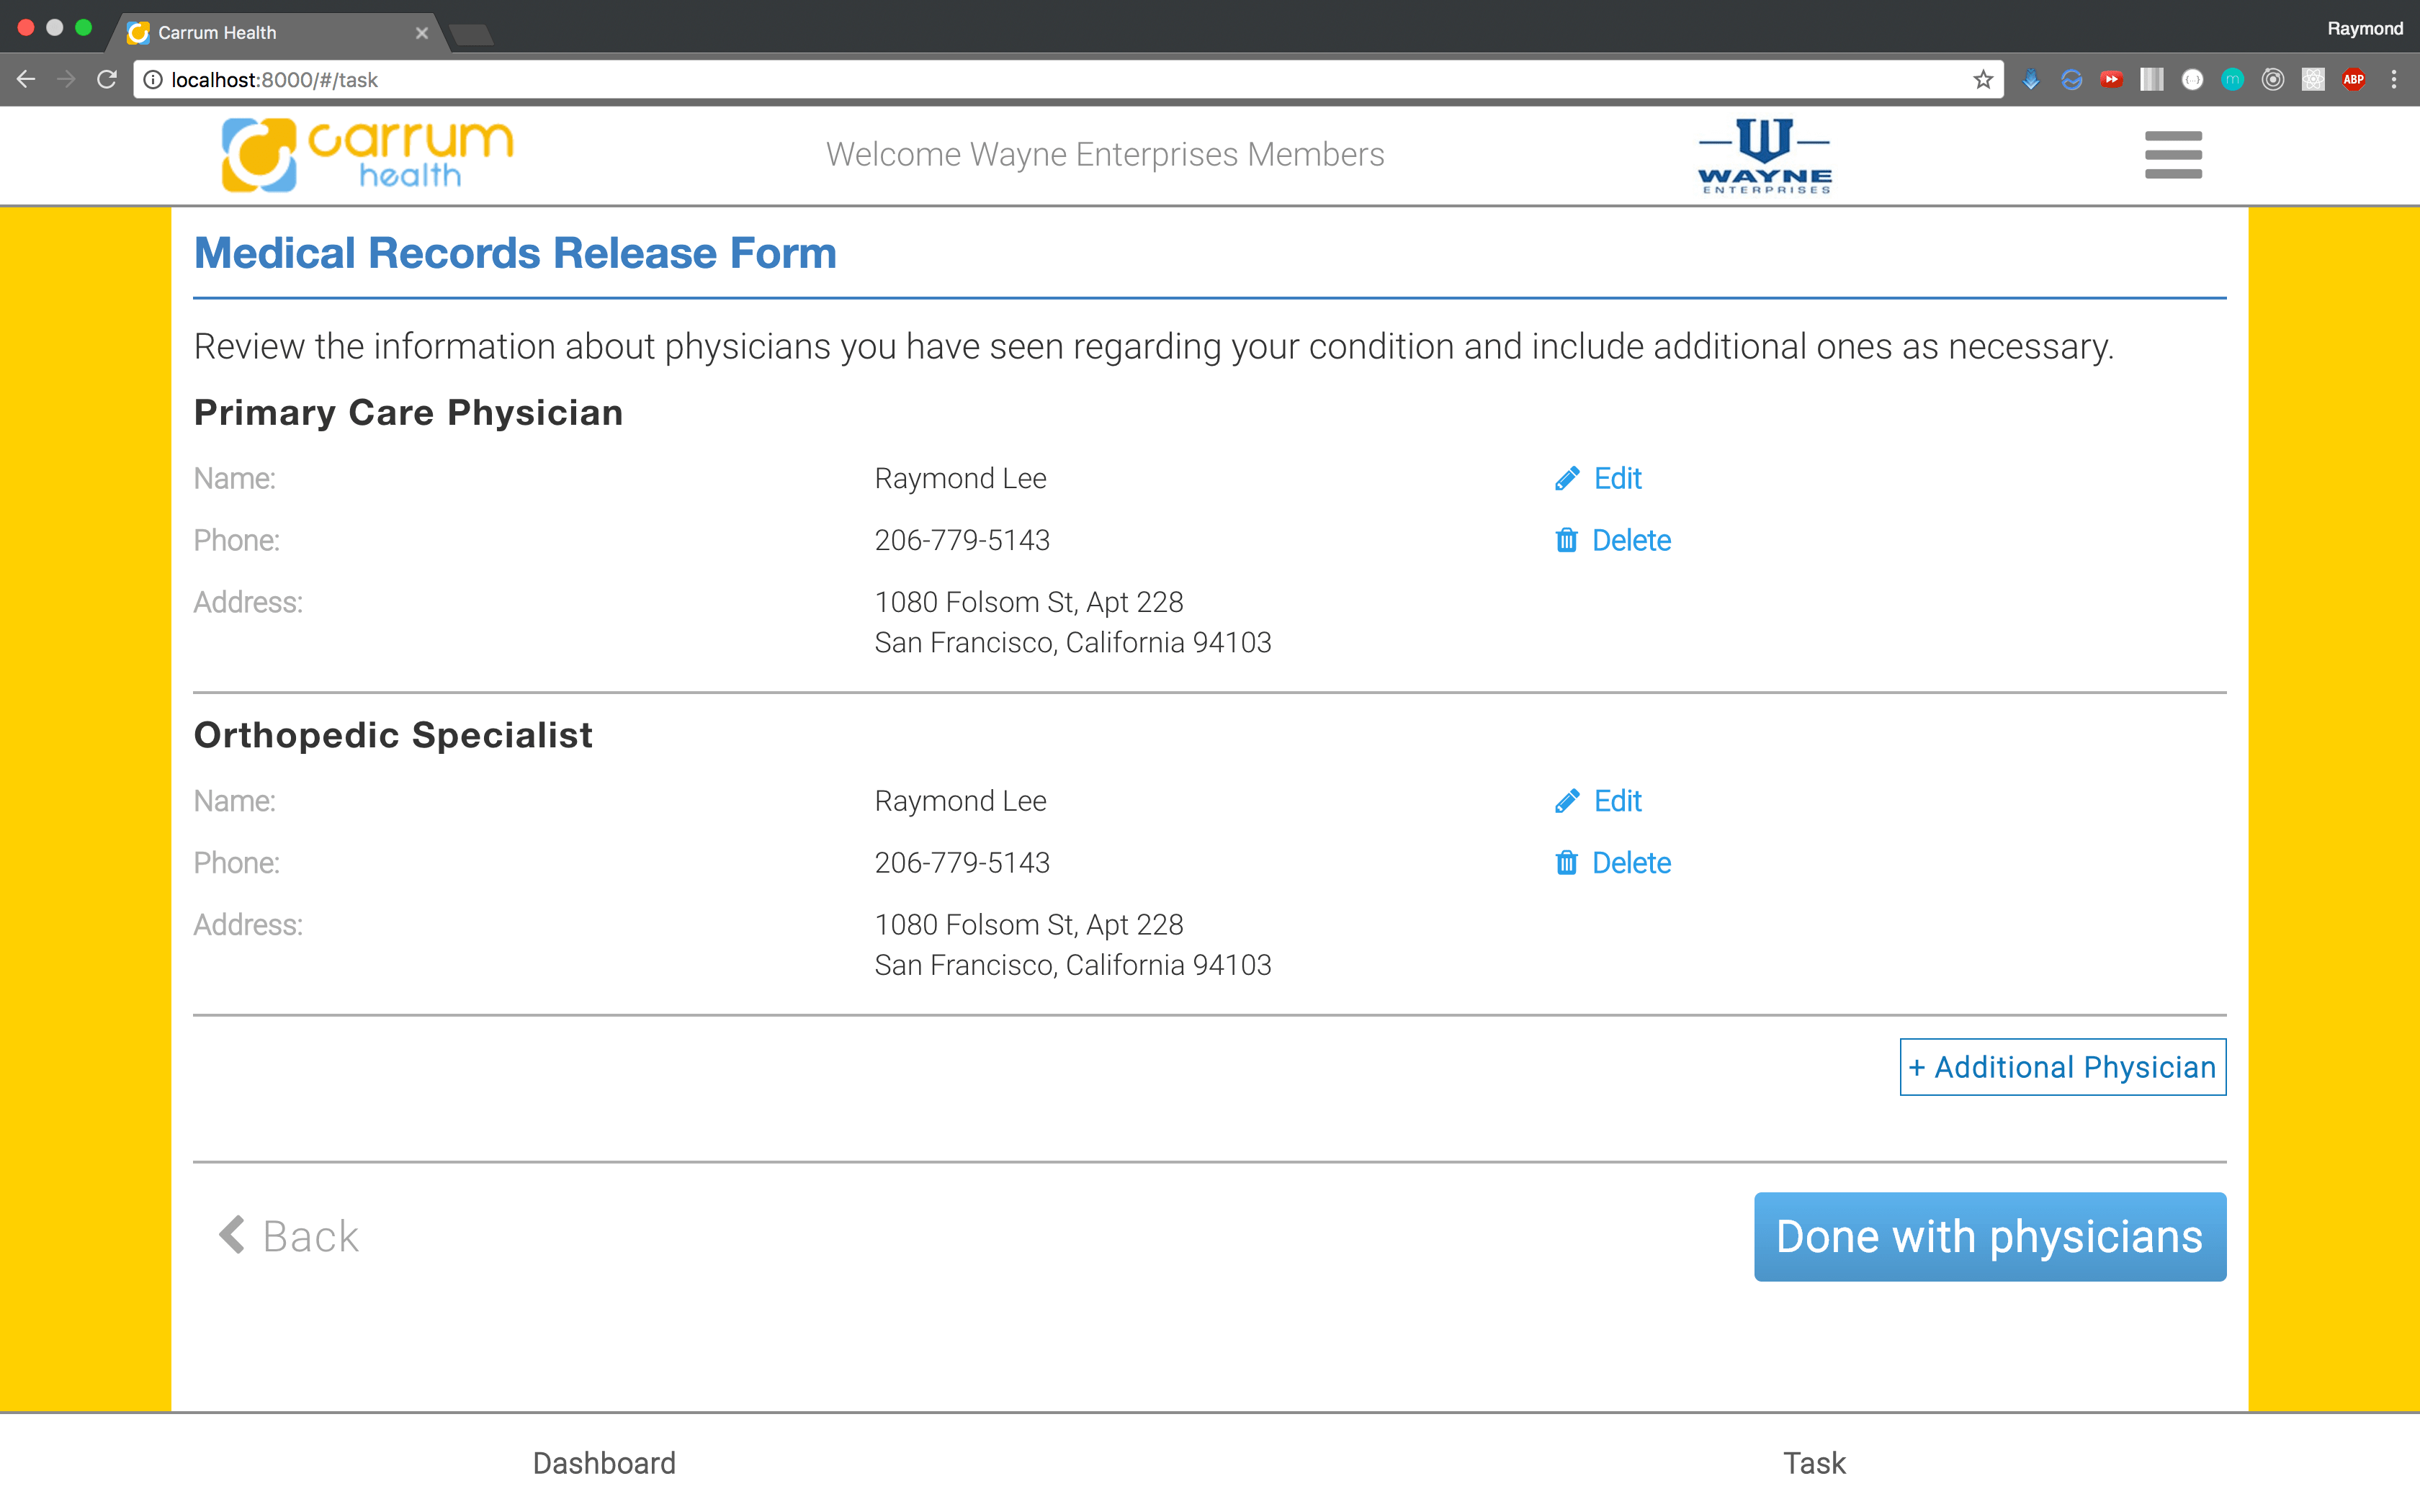 Carrum Health
Raymond
localhost:8000/#/task
ABP
carrum
health
Welcome Wayne Enterprises Members
W
WAYNE
ENTERPRISES
Medical Records Release Form
Review the information about physicians you have seen regarding your condition and include additional ones as necessary.
Primary Care Physician
Name: Raymond Lee Edit
Phone: 206-779-5143 Delete
Address: 1080 Folsom St, Apt 228
San Francisco, California 94103
Orthopedic Specialist
Name: Raymond Lee Edit
Phone: 206-779-5143 Delete
Address: 1080 Folsom St, Apt 228
San Francisco, California 94103
+ Additional Physician
Back
Done with physicians
Dashboard Task